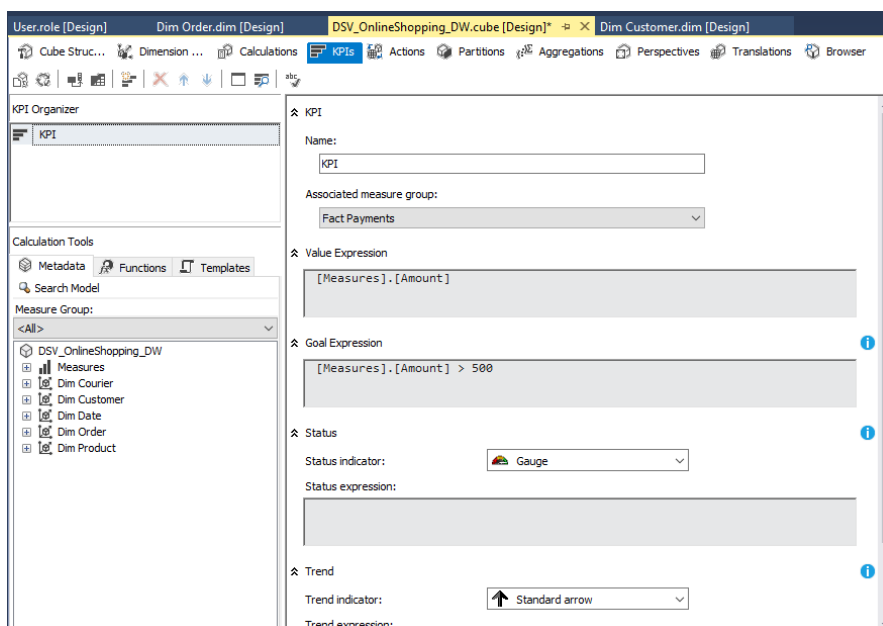 User.role [Design]
Dim Order.dim [Design]
DSV_OnlineShopping_DW.cube [Design]*
Dim Customer.dim [Design]
Cube Struc...
Dimension ...
Calculations
KPIs
Actions
Partitions
Aggregations
Perspectives
Translations
Browser
abc
KPI Organizer
KPI
Calculation Tools
Metadata
Functions
Templates
Search Model
Measure Group:
<All>
DSV_OnlineShopping_DW
Measures
Dim Courier
Dim Customer
Dim Date
Dim Order
Dim Product
KPI
Name:
KPI
Associated measure group:
Fact Payments
Value Expression
[Measures].[Amount]
Goal Expression
[Measures].[Amount] > 500
Status
Status indicator:
Gauge
Status expression:
Trend
Trend indicator:
Standard arrow
Trend expression: